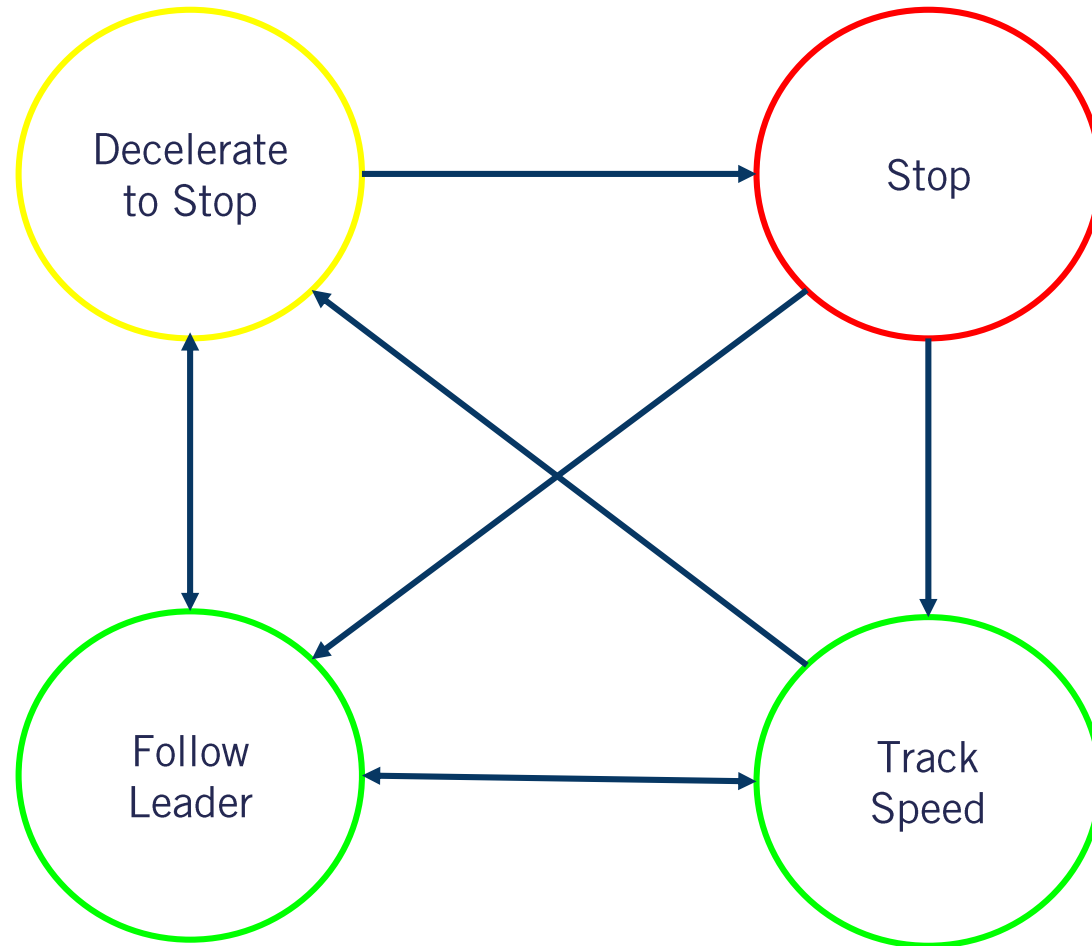 Decelerate
to Stop
Stop
Follow
Leader
Track
Speed